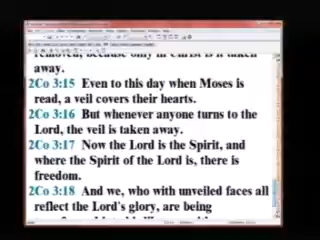 removed, because only in Christ is it taken
away.
2Co 3:15 Even to this day when Moses is
read, a veil covers their hearts.
2Co 3:16 But whenever anyone turns to the
Lord, the veil is taken away.
2Co 3:17 Now the Lord is the Spirit, and
where the Spirit of the Lord is, there is
freedom.
2Co 3:18 And we, who with unveiled faces all
reflect the Lord's glory, are being